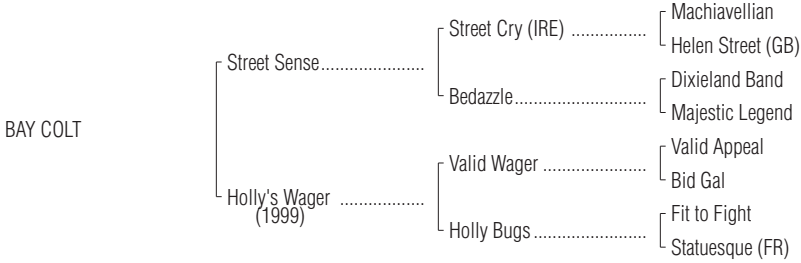 Machiavellian
Street Cry (IRE) ................
Helen Street (GB)
Street Sense......................
Dixieland Band
Bedazzle............................
Majestic Legend
BAY COLT
Valid Appeal
Valid Wager ......................
Bid Gal
Holly's Wager ..................
(1999)
Fit to Fight
Holly Bugs........................
Statuesque (FR)